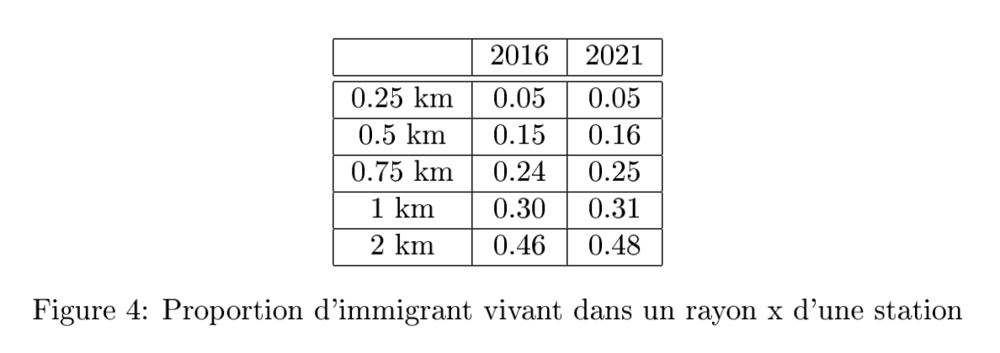 2016 2021
0.25 km 0.05 0.05
0.5 km 0.15 0.16
0.75 km 0.24 0.25
1 km 0.30 0.31
2 km 0.46 0.48
Figure 4: Proportion d'immigrant vivant dans un rayon x d'une station